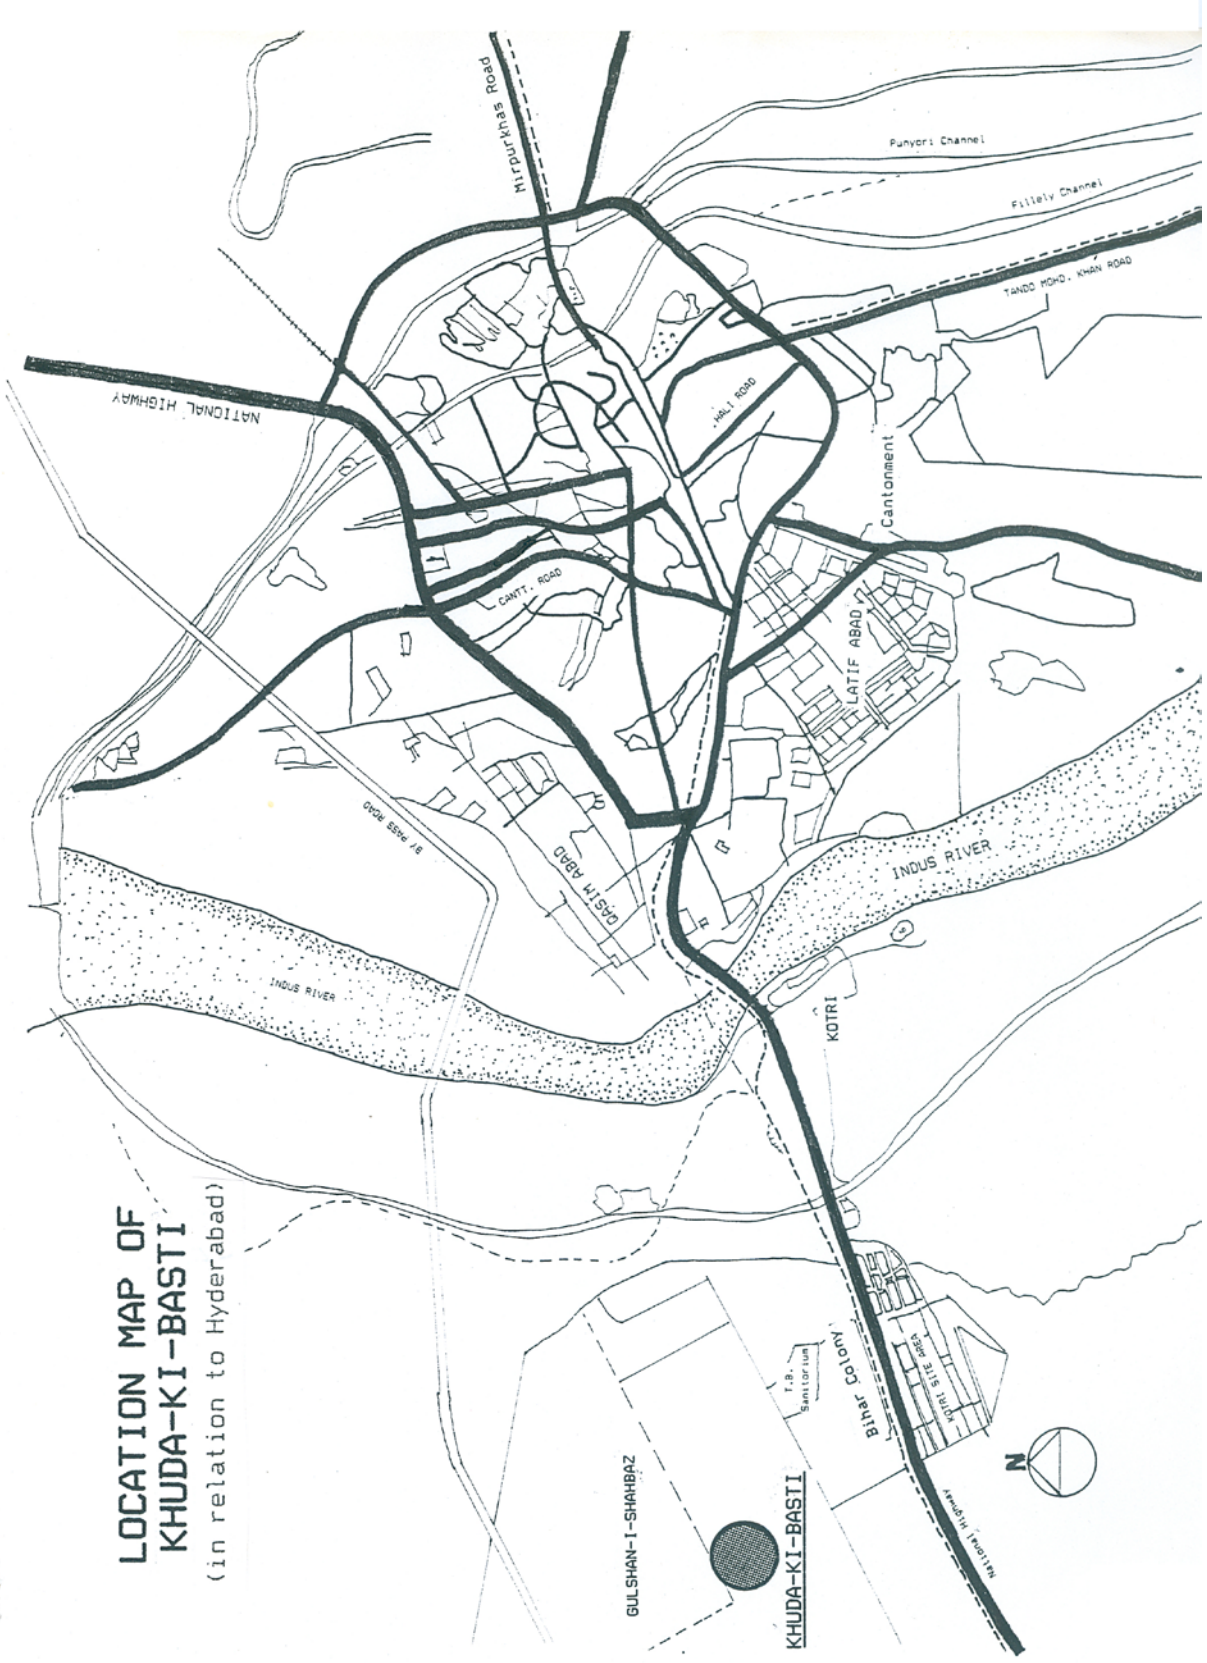 LOCATION MAP OF
KHUDA-KI-BASTI
(in relation to Hyderabad)
NATIONAL HIGHWAY
Mirpurkhas Road
Punyari Channel
Fillely Channel
TANDO MOHD. KHAN ROAD
HALI ROAD
Cantonment
CANTT. ROAD
LATIF ABAD
BY PASS ROAD
QASIM ABAD
INDUS RIVER
INDUS RIVER
KOTRI
T.B.
Sanitorium
Bihar Colony
KOTRI SITE AREA
GULSHAN-I-SHAHBAZ
KHUDA-KI-BASTI
National Highway
N